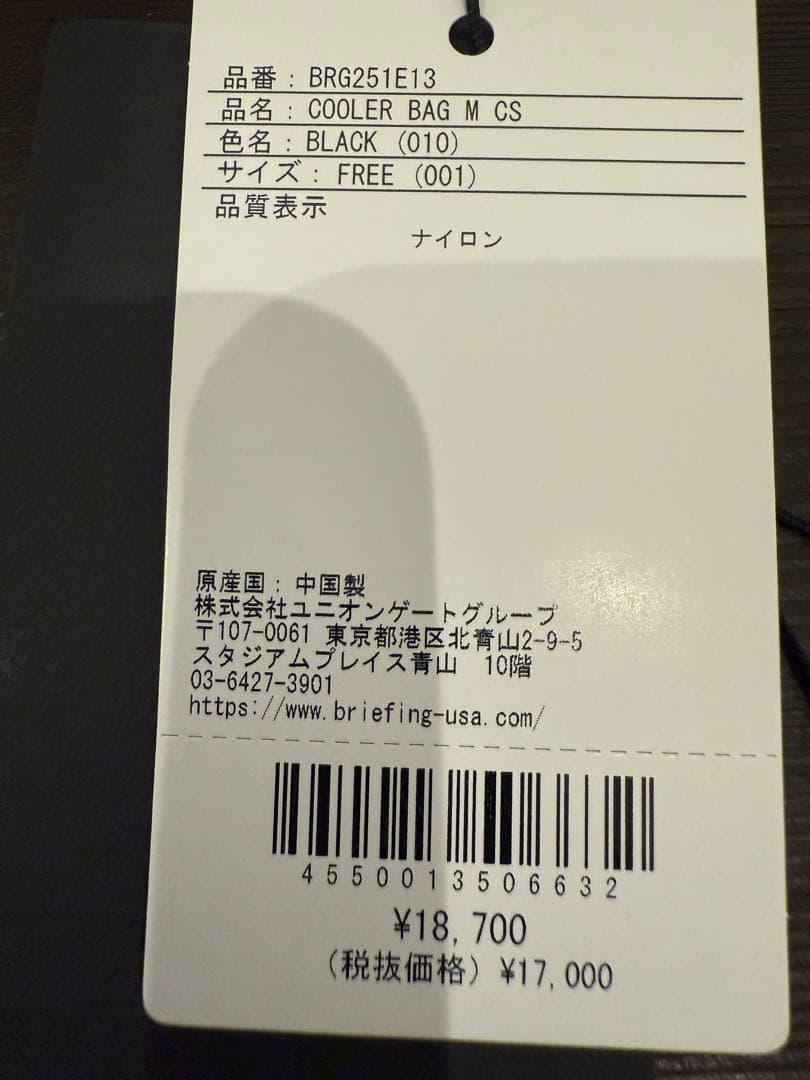 品番 : BRG251E13
品名 : COOLER BAG M CS
色名 : BLACK (010)
サイズ : FREE (001)
品質表示
ナイロン
原産国 : 中国製
株式会社ユニオンゲートグループ
〒107-0061 東京都港区北青山2-9-5
スタジアムプレイス青山 10階
03-6427-3901
https://www.briefing-usa.com/
4550013506632
¥18,700
(税抜価格) ¥17,000